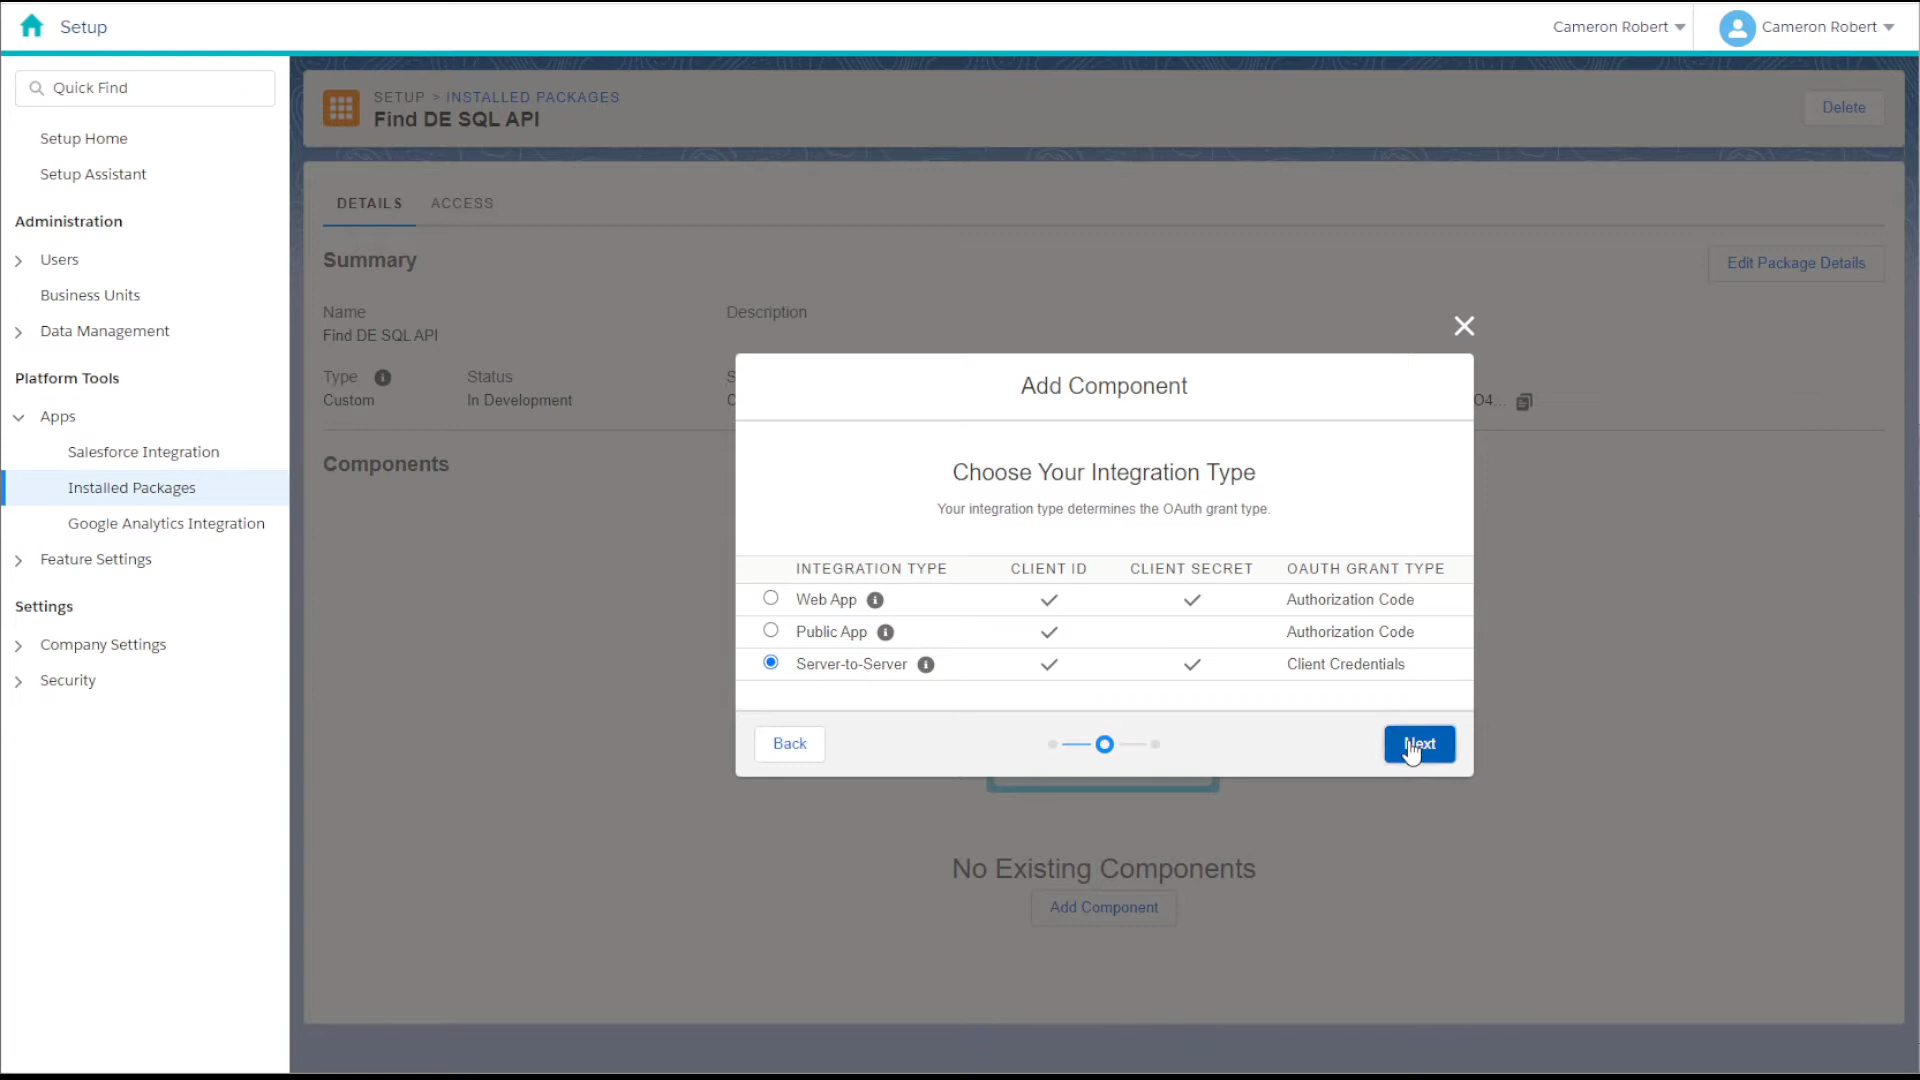 Setup
Cameron Robert
Cameron Robert
Quick Find
Setup Home
Setup Assistant
Administration
Users
Business Units
Data Management
Platform Tools
Apps
Salesforce Integration
Installed Packages
Google Analytics Integration
Feature Settings
Settings
Company Settings
Security
SETUP > INSTALLED PACKAGES
Find DE SQL API
Delete
DETAILS ACCESS
Summary
Edit Package Details
Name
Find DE SQL API
Description
Type
Custom
Status
In Development
O4...
Components
Add Component
Choose Your Integration Type
Your integration type determines the OAuth grant type.
INTEGRATION TYPE CLIENT ID CLIENT SECRET OAUTH GRANT TYPE
Web App Authorization Code
Public App Authorization Code
Server-to-Server Client Credentials
Back
Next
No Existing Components
Add Component